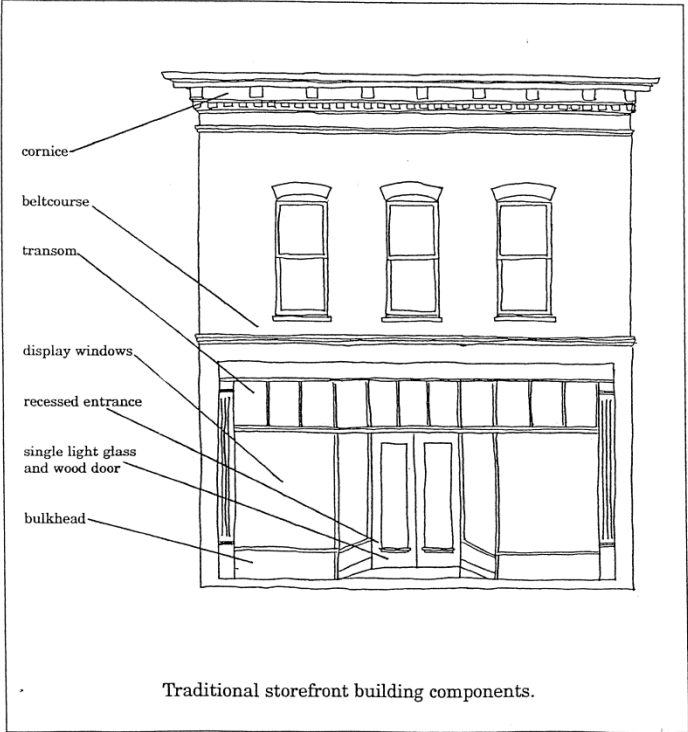 cornice
beltcourse
transom
display windows
recessed entrance
single light glass
and wood door
bulkhead
Traditional storefront building components.